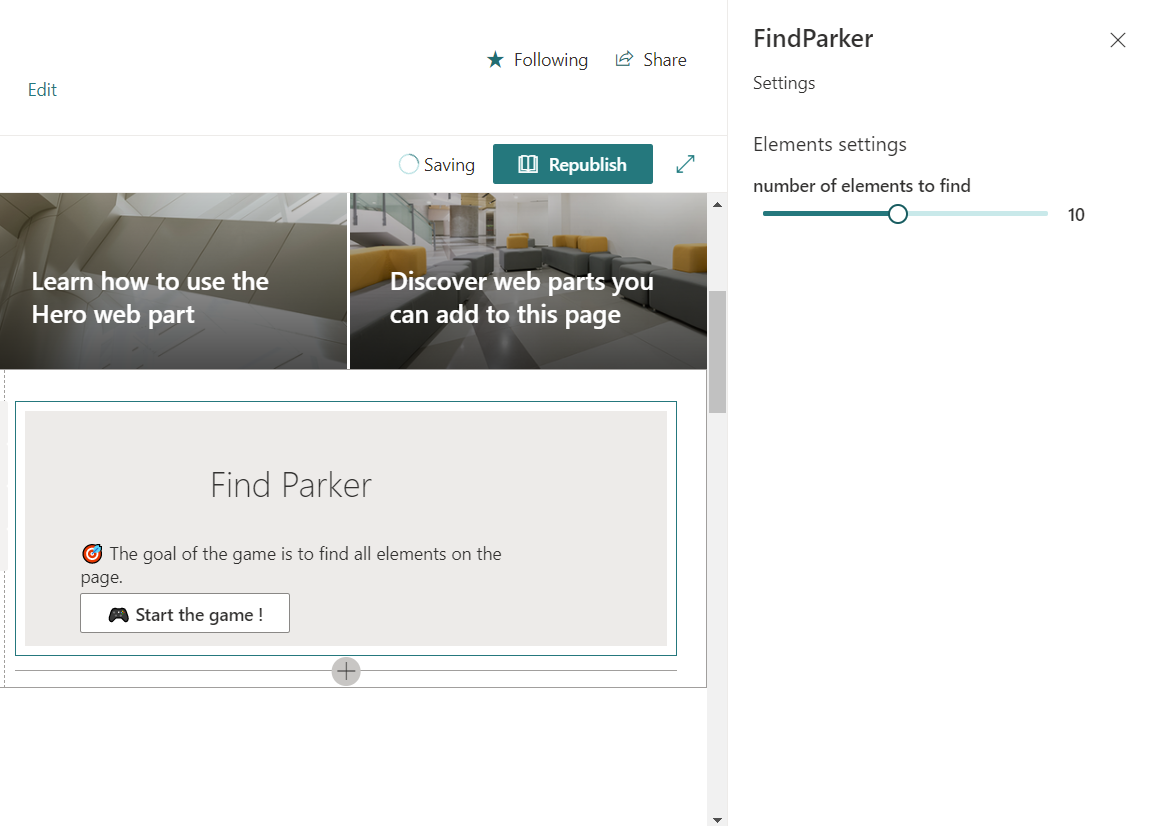 Following
Share
Edit
Saving
Republish
Learn how to use the
Hero web part
Discover web parts you
can add to this page
Find Parker
The goal of the game is to find all elements on the
page.
Start the game !
FindParker
Settings
Elements settings
number of elements to find
10